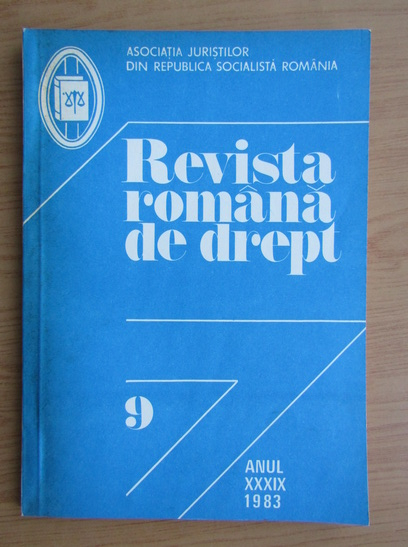 ASOCIAȚIA JURIȘTILOR
DIN REPUBLICA SOCIALISTĂ ROMÂNIA
Revista
română
de drept
9
ANUL
XXXIX
1983